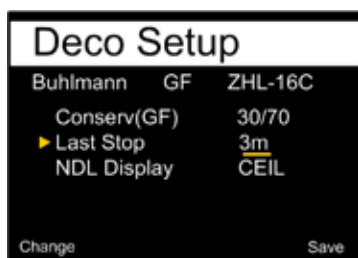 Deco Setup
Buhlmann GF ZHL-16C
Conserv(GF) 30/70
Last Stop 3m
NDL Display CEIL
Change Save